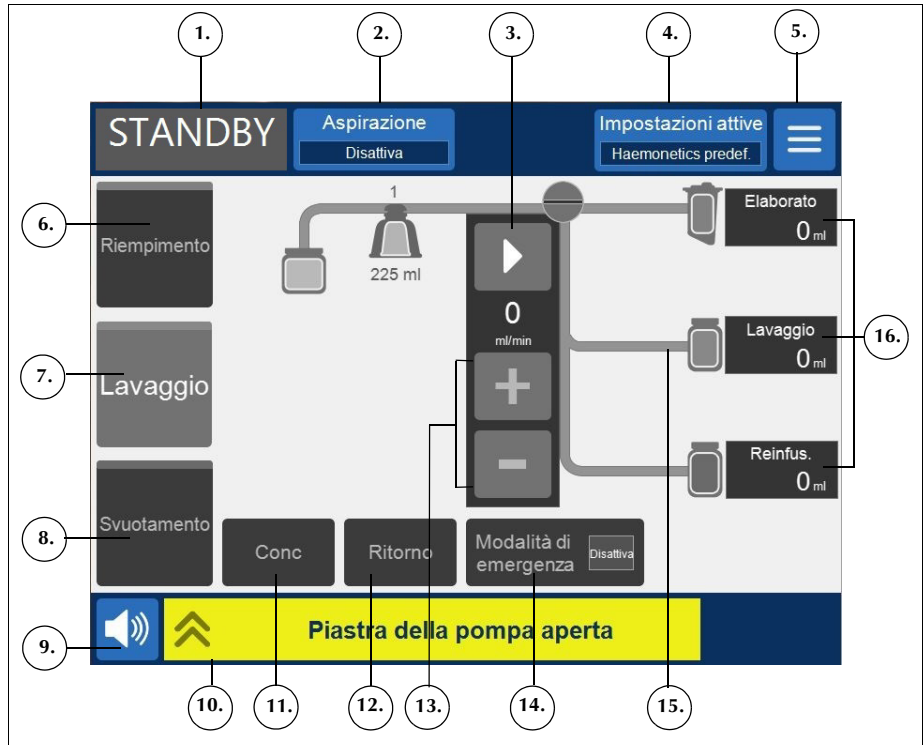 1.
2.
3.
4.
5.
STANDBY
Aspirazione
Disattiva
Impostazioni attive
Haemonetics predef.
6.
Riempimento
1
225 ml
Elaborato
0 ml
0
ml/min
7.
Lavaggio
Lavaggio
0 ml
16.
8.
Svuotamento
Reinfus.
0 ml
Conc
Ritorno
Modalità di
emergenza
Disattiva
Piastra della pompa aperta
9.
10.
11.
12.
13.
14.
15.